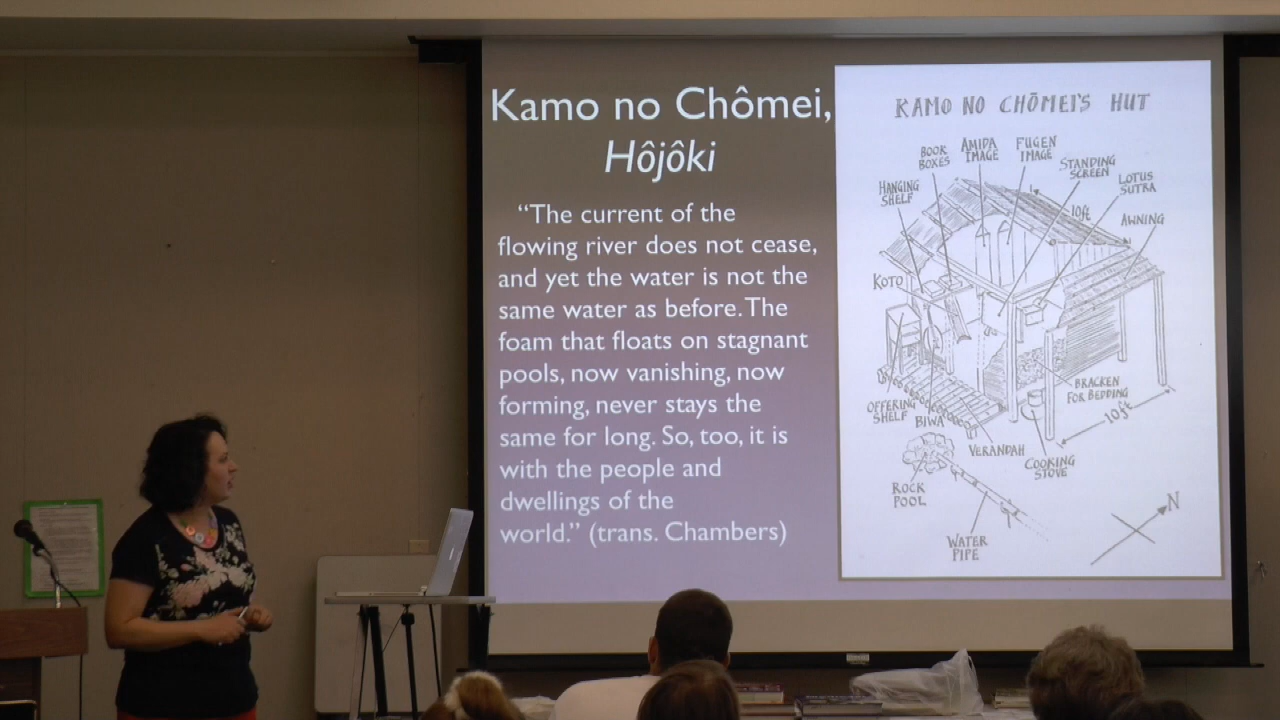 Kamo no Chômei,
Hôjôki
“The current of the
flowing river does not cease,
and yet the water is not the
same water as before. The
foam that floats on stagnant
pools, now vanishing, now
forming, never stays the
same for long. So, too, it is
with the people and
dwellings of the
world.” (trans. Chambers)
KAMO NO CHŌMEI'S HUT
BOOK
BOXES
AMIDA
IMAGE
FUGEN
IMAGE
STANDING
SCREEN
LOTUS
SUTRA
HANGING
SHELF
10ft
AWNING
KOTO
BRACKEN
FOR BEDDING
10ft
OFFERING
SHELF
BIWA
VERANDAH
COOKING
STOVE
ROCK
POOL
N
WATER
PIPE